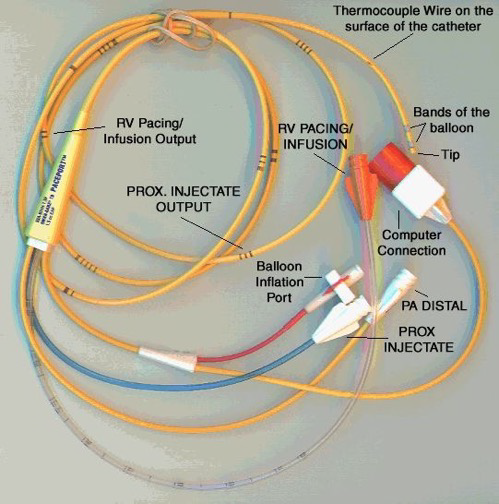 Thermocouple Wire on the
surface of the catheter
Bands of the
balloon
Tip
RV Pacing/
Infusion Output
RV PACING/
INFUSION
PROX. INJECTATE
OUTPUT
Computer
Connection
Balloon
Inflation
Port
PA DISTAL
PROX
INJECTATE
PACEPORT™